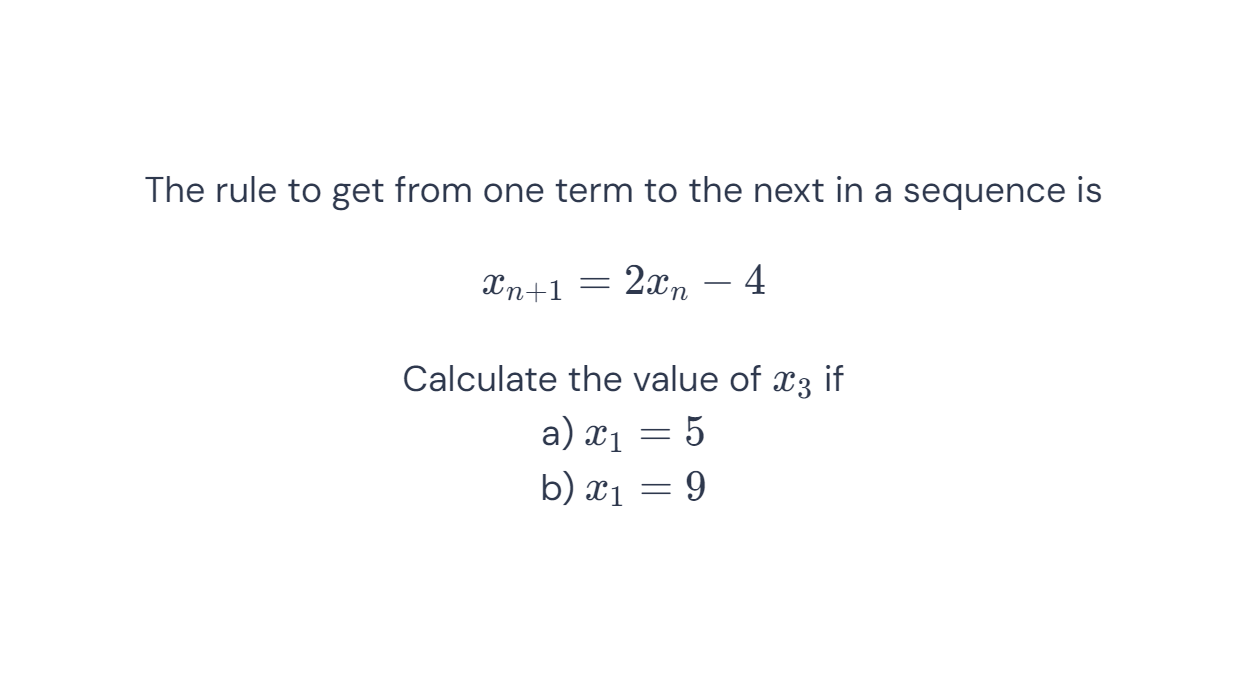 The rule to get from one term to the next in a sequence is
$x_{n+1} = 2x_n - 4$
Calculate the value of $x_3$ if
a) $x_1 = 5$
b) $x_1 = 9$